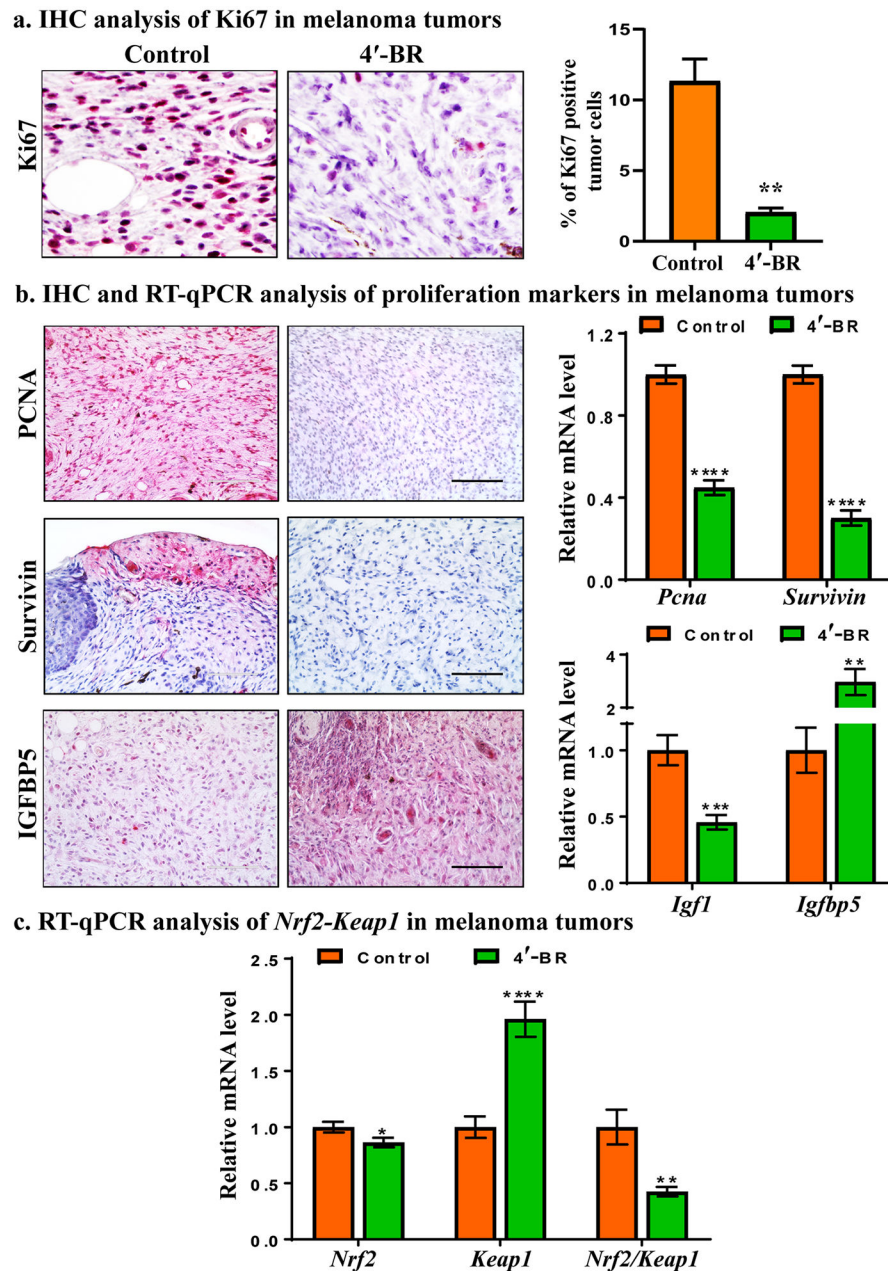 a. IHC analysis of Ki67 in melanoma tumors
Control
4′-BR
Ki67
% of Ki67 positive
tumor cells
15
10
5
0
**
Control
4′-BR
b. IHC and RT-qPCR analysis of proliferation markers in melanoma tumors
PCNA
Survivin
IGFBP5
Control
4′-BR
Relative mRNA level
1.2
0.8
0.4
0.0
****
****
Pcna
Survivin
Control
4′-BR
Relative mRNA level
4
2
1.0
0.5
0.0
***
**
Igf1
Igfbp5
c. RT-qPCR analysis of Nrf2-Keap1 in melanoma tumors
Control
4′-BR
Relative mRNA level
2.5
2.0
1.5
1.0
0.5
0.0
*
****
**
Nrf2
Keap1
Nrf2/Keap1